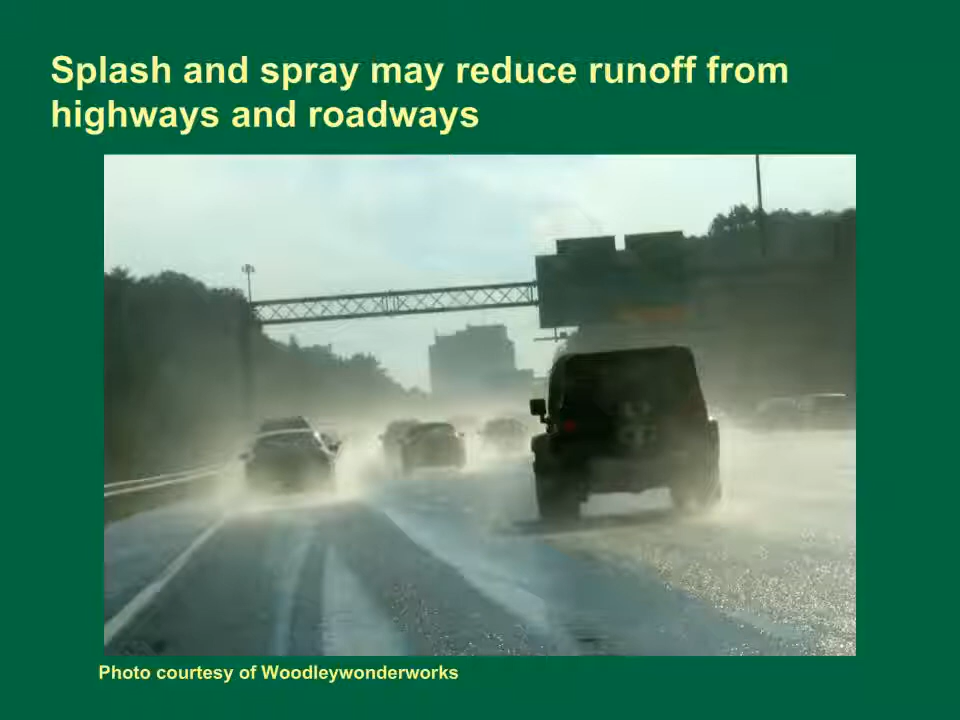 Splash and spray may reduce runoff from
highways and roadways
Photo courtesy of Woodleywonderworks